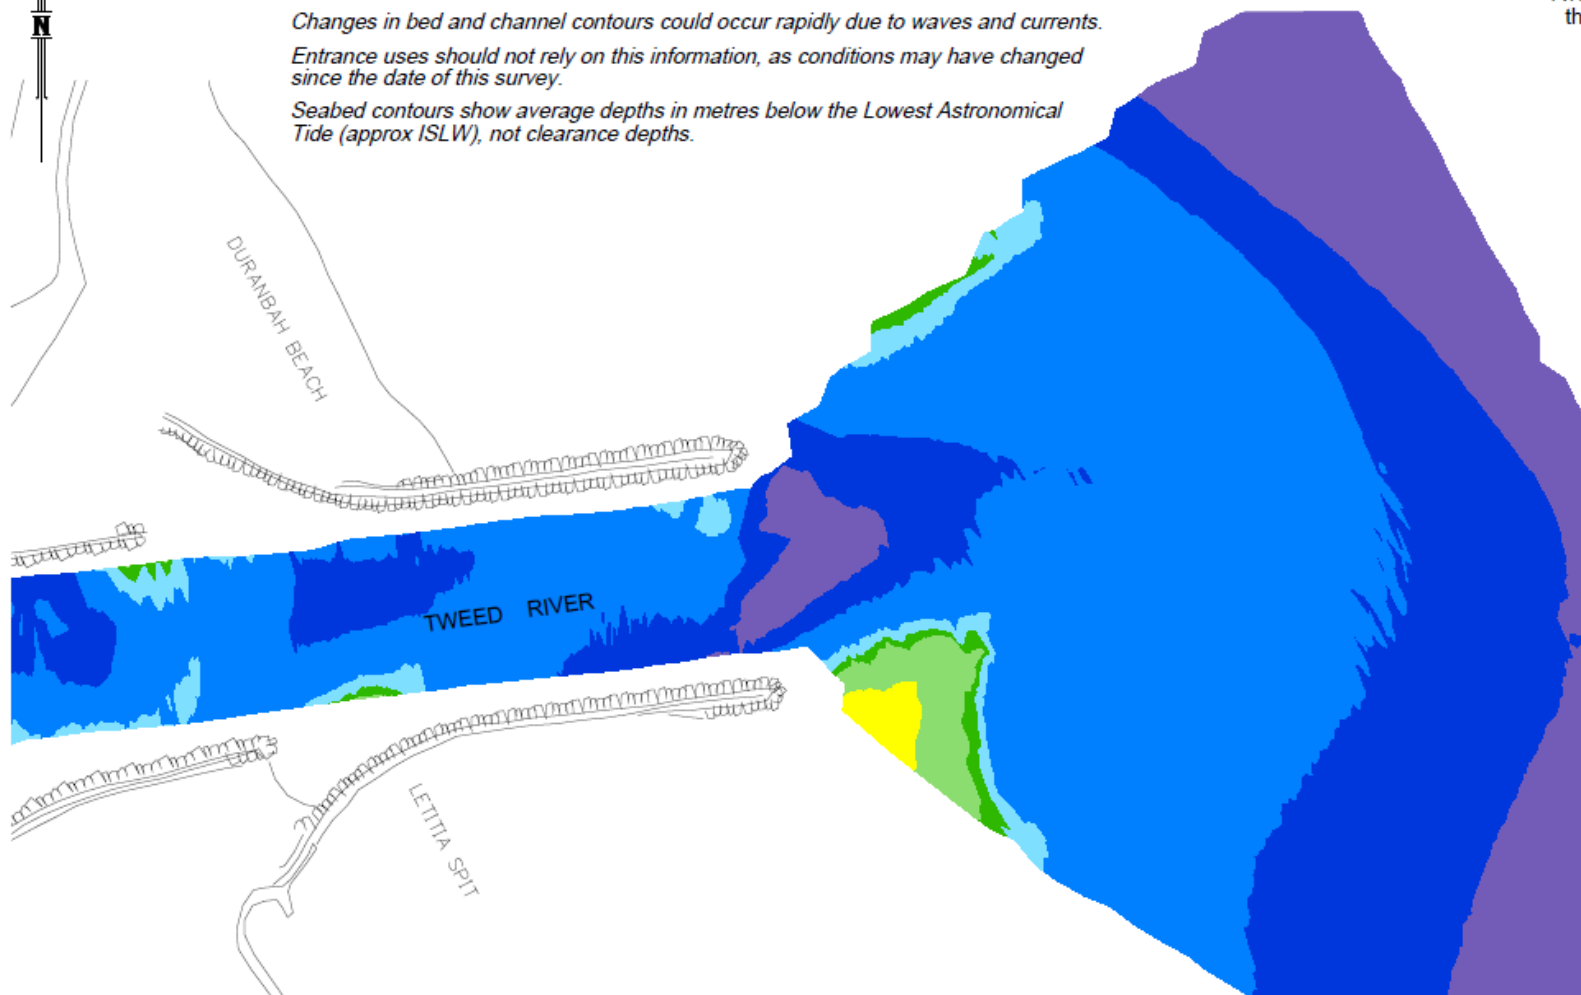 N
Changes in bed and channel contours could occur rapidly due to waves and currents.
th
Entrance uses should not rely on this information, as conditions may have changed
since the date of this survey.
Seabed contours show average depths in metres below the Lowest Astronomical
Tide (approx ISLW), not clearance depths.
DURANBAH BEACH
TWEED RIVER
LETITIA SPIT